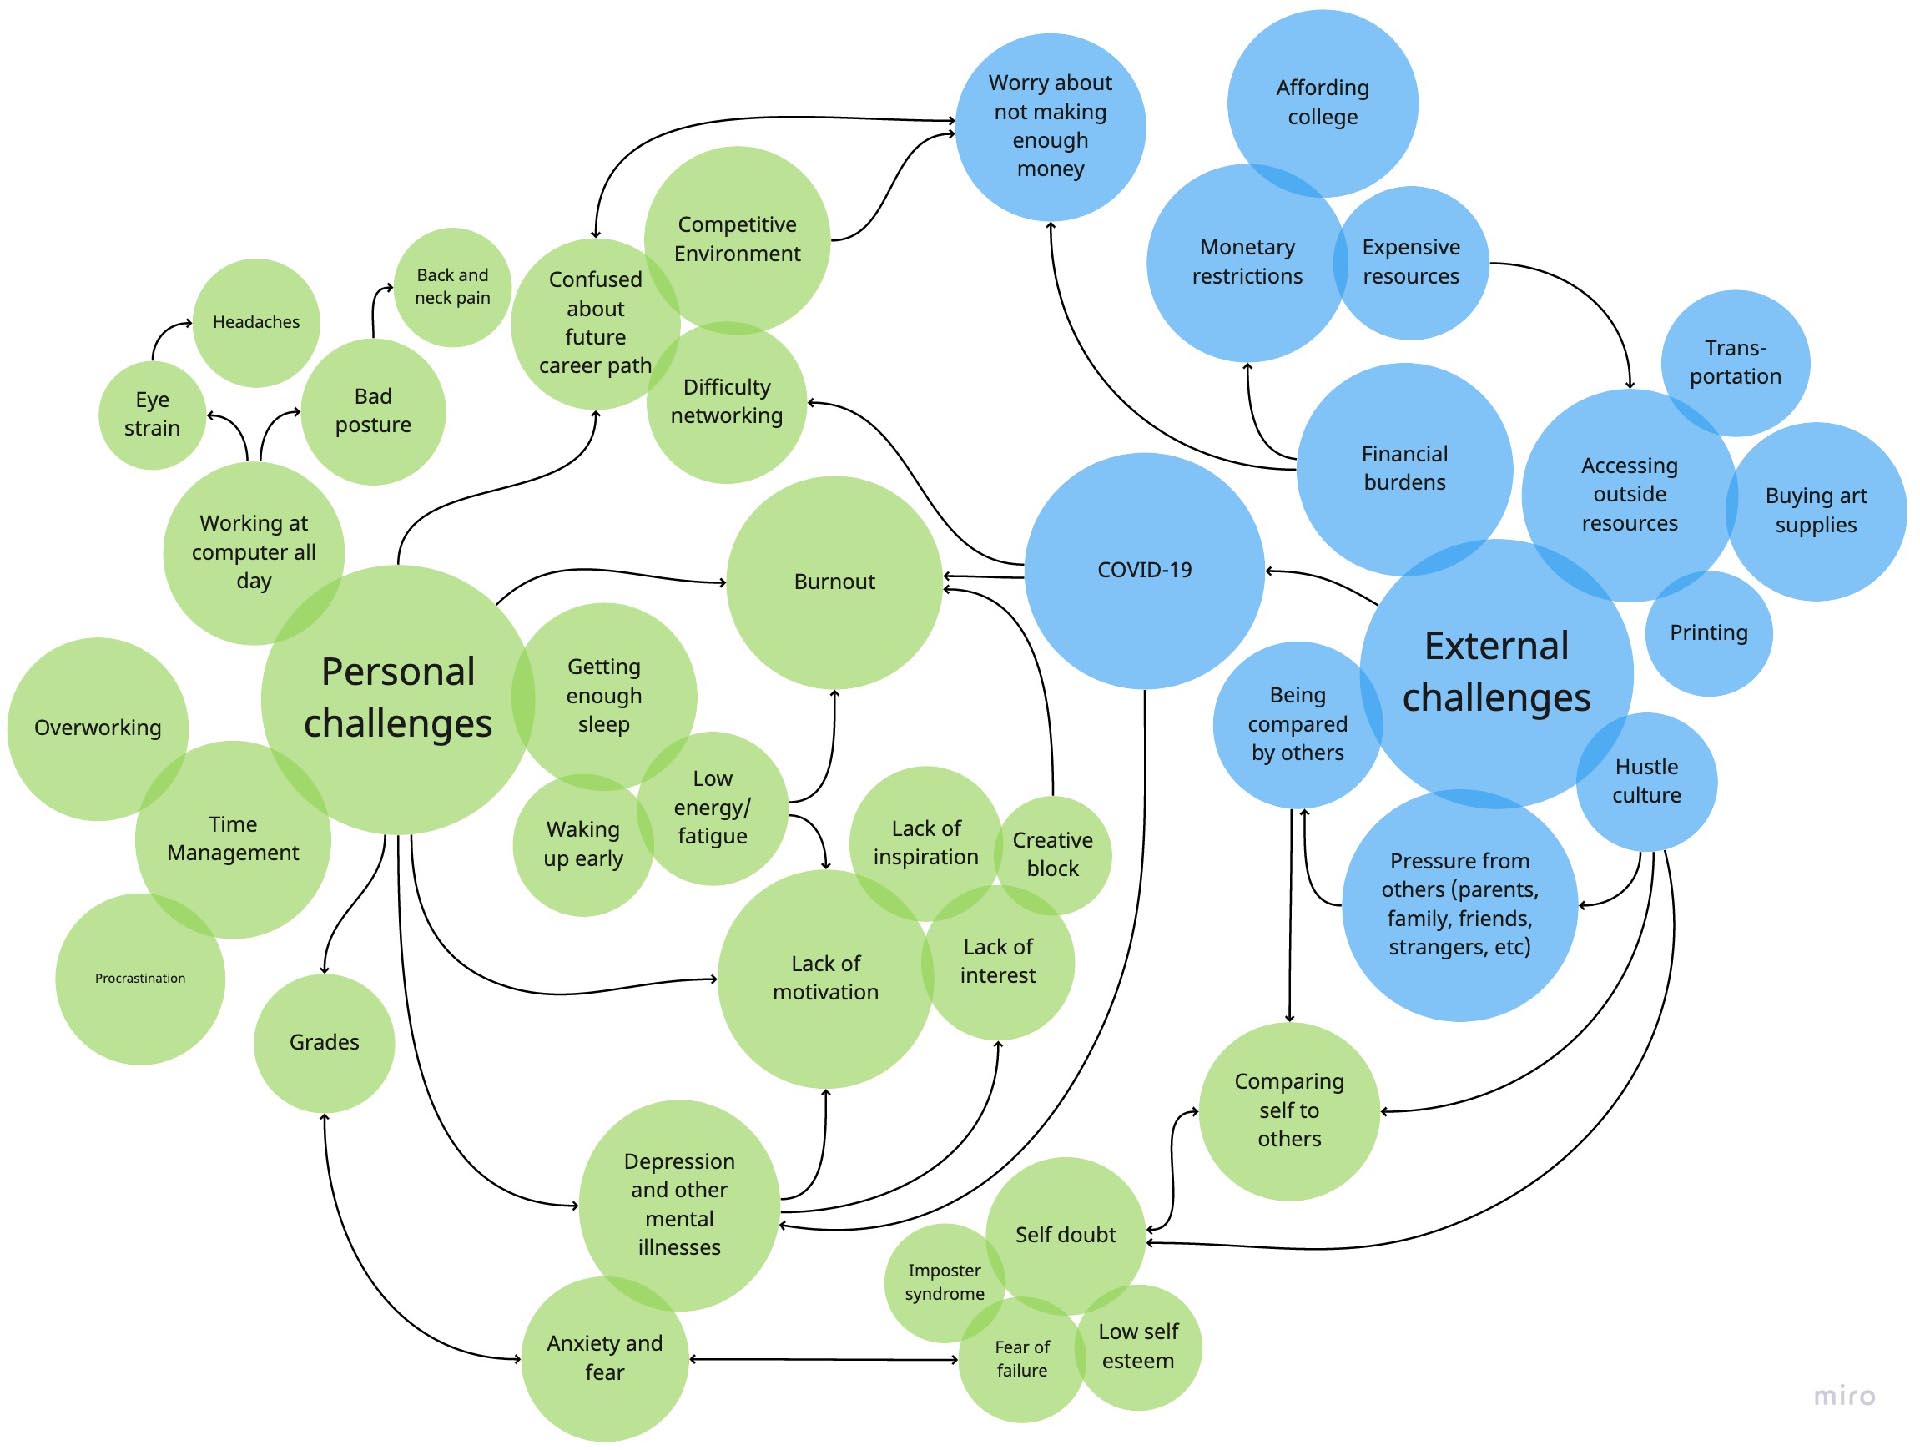 Worry about
not making
enough
money
Affording
college
Competitive
Environment
Monetary
restrictions
Expensive
resources
Back and
neck pain
Confused
about
future
career path
Headaches
Trans-
portation
Eye
strain
Bad
posture
Difficulty
networking
Financial
burdens
Accessing
outside
resources
Buying art
supplies
Working at
computer all
day
Burnout
COVID-19
Printing
Personal
challenges
Getting
enough
sleep
External
challenges
Being
compared
by others
Overworking
Hustle
culture
Time
Management
Waking
up early
Low
energy/
fatigue
Lack of
inspiration
Creative
block
Pressure from
others (parents,
family, friends,
strangers, etc)
Procrastination
Lack of
motivation
Lack of
interest
Grades
Comparing
self to
others
Depression
and other
mental
illnesses
Self doubt
Imposter
syndrome
Anxiety and
fear
Fear of
failure
Low self
esteem
miro